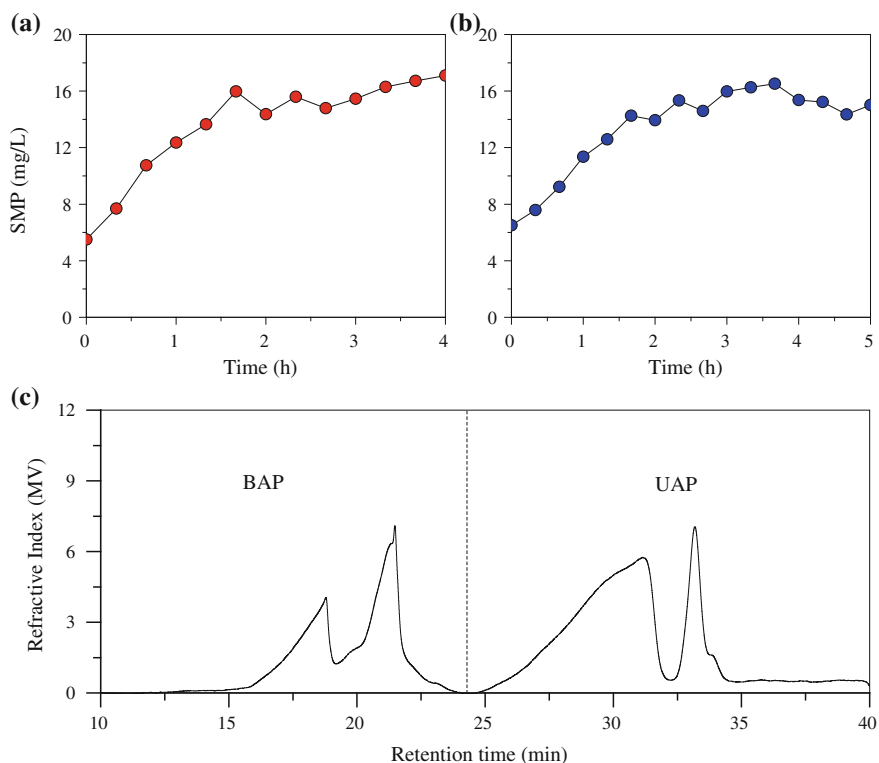 (a)
20
16
12
8
4
0
SMP (mg/L)
0 1 2 3 4
Time (h)
(b)
20
16
12
8
4
0
0 1 2 3 4 5
Time (h)
(c)
12
9
6
3
0
Refractive Index (MV)
BAP UAP
10 15 20 25 30 35 40
Retention time (min)